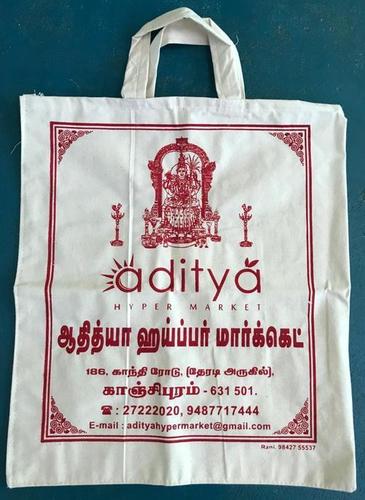 aditya
HYPER MARKET
ஆதித்யா ஹய்ப்பர் மார்க்கெட்
186, காந்தி ரோடு, (தேரடி அருகில்),
காஞ்சிபுரம் - 631 501.
☎ : 27222020, 9487717444
E-mail : adityahypermarket@gmail.com
Rani. 98427 55537